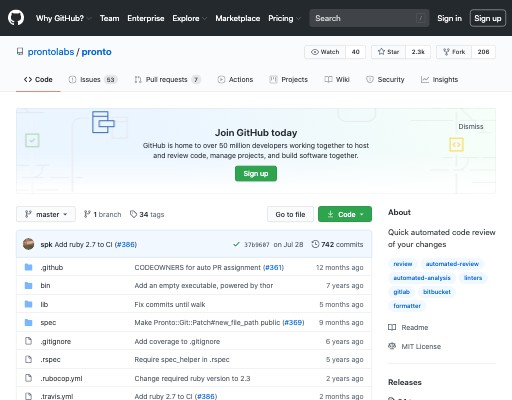 Why GitHub? Team Enterprise Explore Marketplace Pricing Search / Sign in Sign up
prontolabs / pronto Watch 40 Star 2.3k Fork 206
Code Issues 53 Pull requests 7 Actions Projects Wiki Security Insights
Join GitHub today
Dismiss
GitHub is home to over 50 million developers working together to host
and review code, manage projects, and build software together.
Sign up
master 1 branch 34 tags Go to file Code
About
Quick automated code review
of your changes
review automated-review
automated-analysis linters
gitlab bitbucket
formatter
Readme
MIT License
Releases
spk Add ruby 2.7 to CI (#386) on Jul 28 742 commits
.github CODEOWNERS for auto PR assignment (#361) 12 months ago
bin Add an empty executable, powered by thor 7 years ago
lib Fix commits until walk 5 months ago
spec Make Pronto::Git::Patch#new_file_path public (#369) 9 months ago
.gitignore Add coverage to .gitignore 6 years ago
.rspec Require spec_helper in .rspec 5 years ago
.rubocop.yml Change required ruby version to 2.3 2 years ago
.travis.yml Add ruby 2.7 to CI (#386) 2 months ago